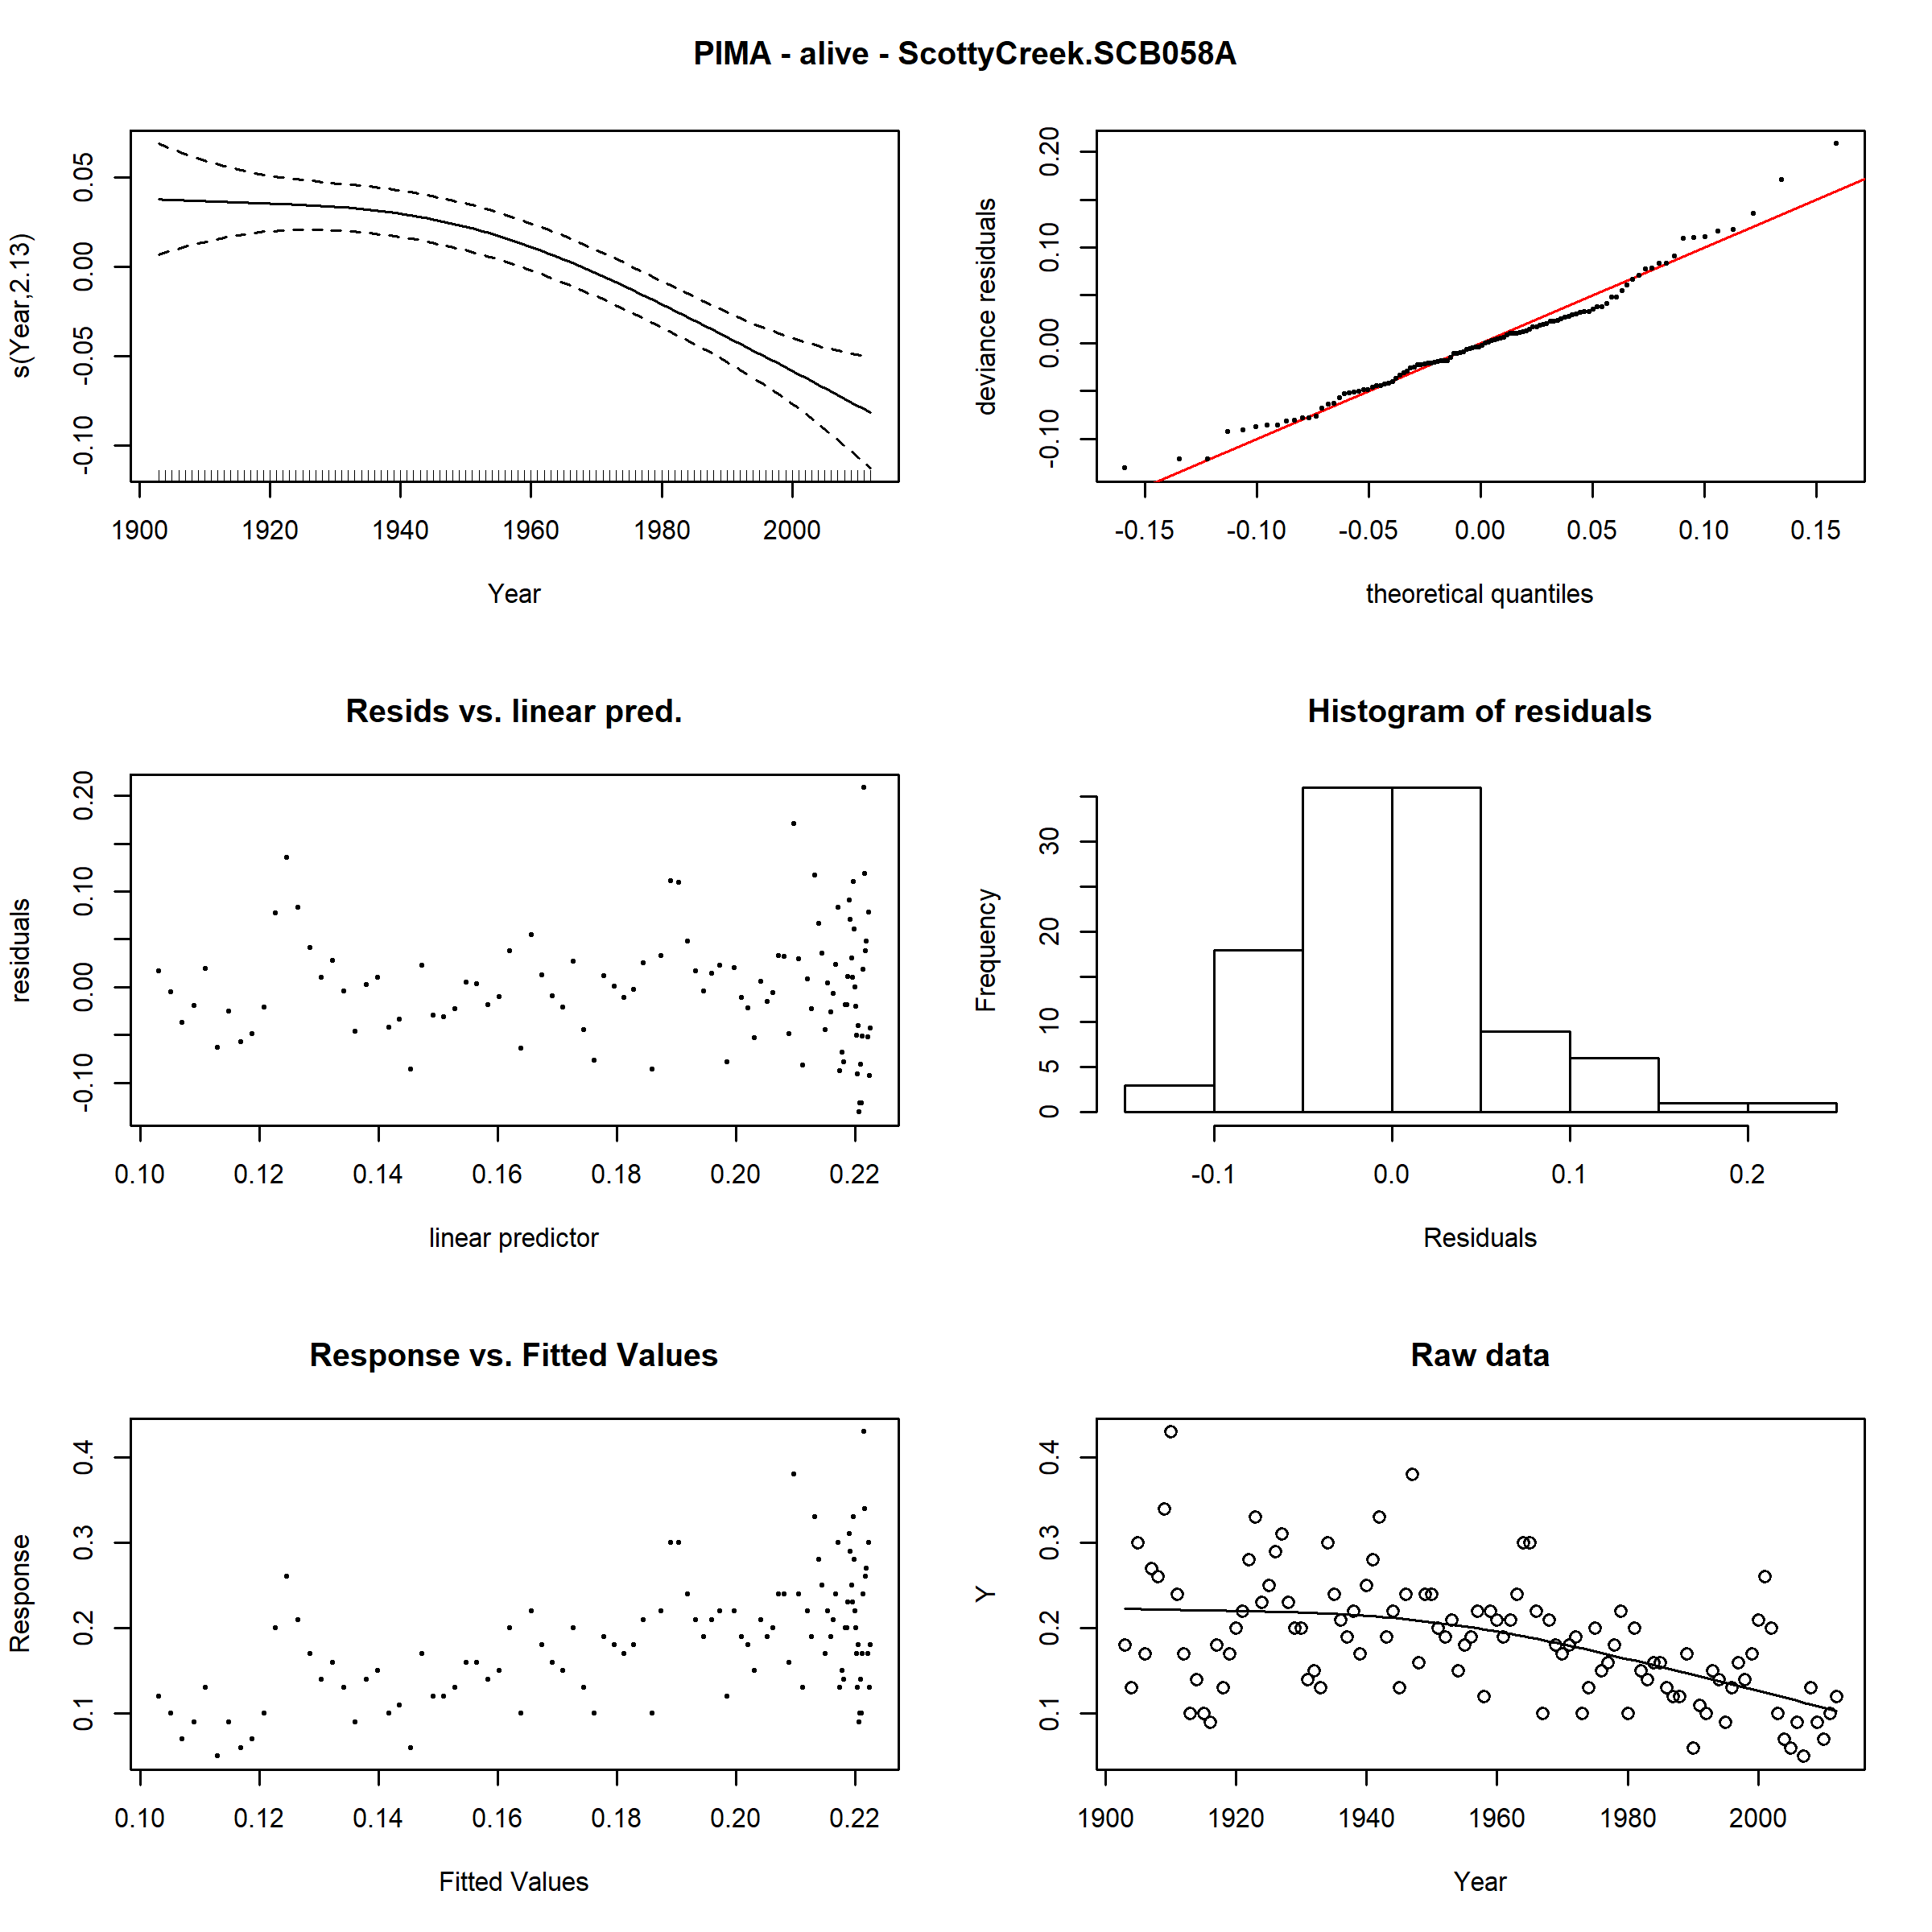 PIMA - alive - ScottyCreek.SCB058A
s(Year,2.13)
0.05
0.00
-0.05
-0.10
1900 1920 1940 1960 1980 2000
Year
deviance residuals
0.20
0.10
0.00
-0.10
-0.15 -0.10 -0.05 0.00 0.05 0.10 0.15
theoretical quantiles
Resids vs. linear pred.
residuals
0.20
0.10
0.00
-0.10
0.10 0.12 0.14 0.16 0.18 0.20 0.22
linear predictor
Histogram of residuals
Frequency
30
20
10
5
0
-0.1 0.0 0.1 0.2
Residuals
Response vs. Fitted Values
Response
0.4
0.3
0.2
0.1
0.10 0.12 0.14 0.16 0.18 0.20 0.22
Fitted Values
Raw data
Y
0.4
0.3
0.2
0.1
1900 1920 1940 1960 1980 2000
Year